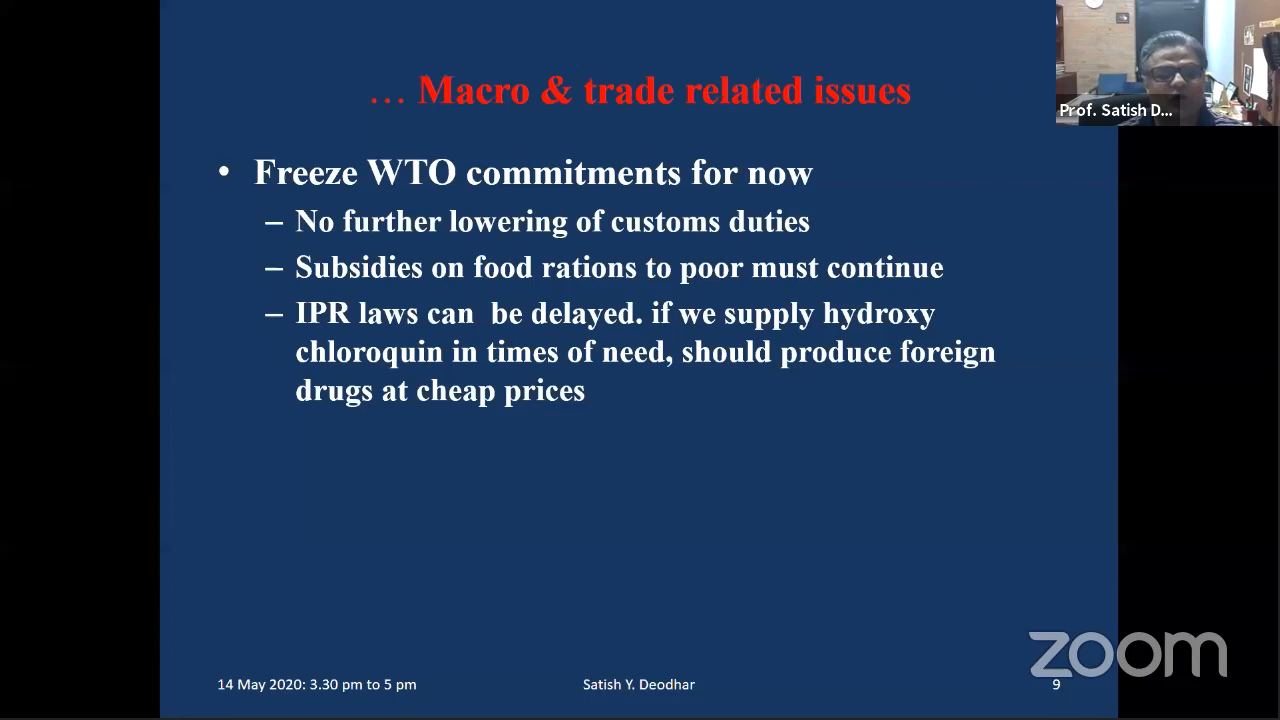 … Macro & trade related issues
Prof. Satish D...
• Freeze WTO commitments for now
– No further lowering of customs duties
– Subsidies on food rations to poor must continue
– IPR laws can  be delayed. if we supply hydroxy
chloroquin in times of need, should produce foreign
drugs at cheap prices
zoom
14 May 2020: 3.30 pm to 5 pm
Satish Y. Deodhar
9